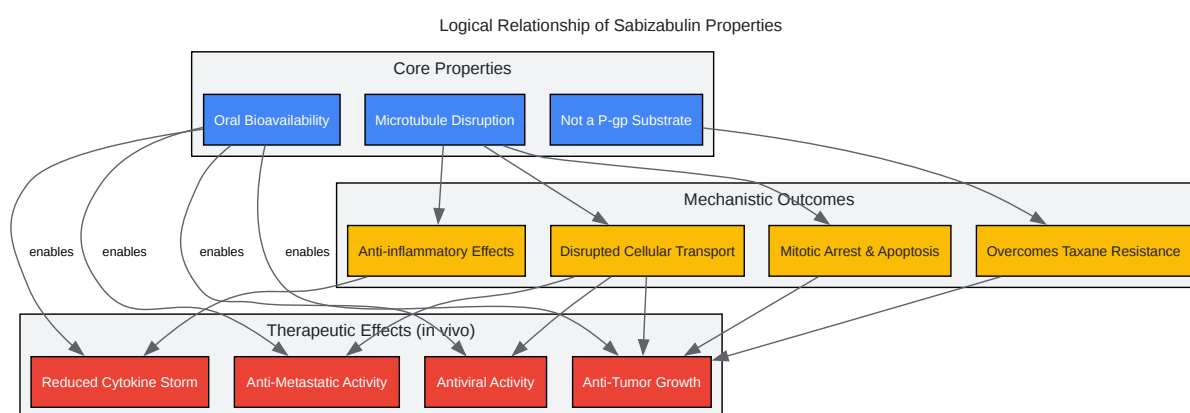 Logical Relationship of Sabizabulin Properties
Core Properties
Oral Bioavailability
Microtubule Disruption
Not a P-gp Substrate
Mechanistic Outcomes
Anti-inflammatory Effects
Disrupted Cellular Transport
Mitotic Arrest & Apoptosis
Overcomes Taxane Resistance
enables
enables
enables
enables
Therapeutic Effects (in vivo)
Reduced Cytokine Storm
Anti-Metastatic Activity
Antiviral Activity
Anti-Tumor Growth